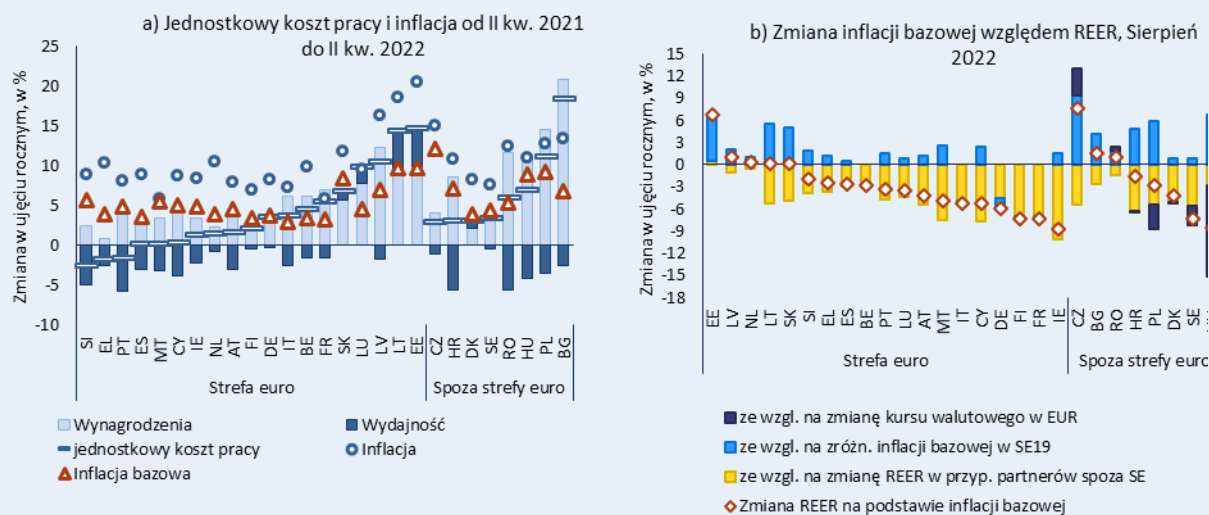 a) Jednostkowy koszt pracy i inflacja od II kw. 2021
do II kw. 2022
Zmiana w ujęciu rocznym, w %
25
20
15
10
5
0
-5
-10
SI EL PT ES MT CY IE NL AT FI DE IT BE FR SK LU LV LT EE CZ HR DK SE RO HU PL BG
Strefa euro
Spoza strefy euro
Wynagrodzenia
Wydajność
jednostkowy koszt pracy
Inflacja
Inflacja bazowa
b) Zmiana inflacji bazowej względem REER, Sierpień
2022
Zmiana w ujęciu rocznym, w %
15
12
9
6
3
0
-3
-6
-9
-12
-15
-18
EE LV NL LT SK SI EL ES BE PT LU AT MT IT CY DE FI FR IE CZ BG RO HR PL DK SE
Strefa euro
Spoza strefy euro
ze wzgl. na zmianę kursu walutowego w EUR
ze wzgl. na zróżn. inflacji bazowej w SE19
ze wzgl. na zmianę REER w przyp. partnerów spoza SE
Zmiana REER na podstawie inflacji bazowej